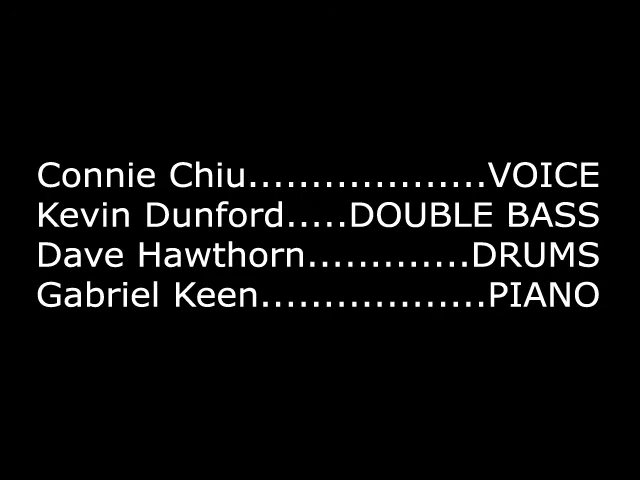 Connie Chiu...................VOICE
Kevin Dunford.....DOUBLE BASS
Dave Hawthorn.............DRUMS
Gabriel Keen..................PIANO